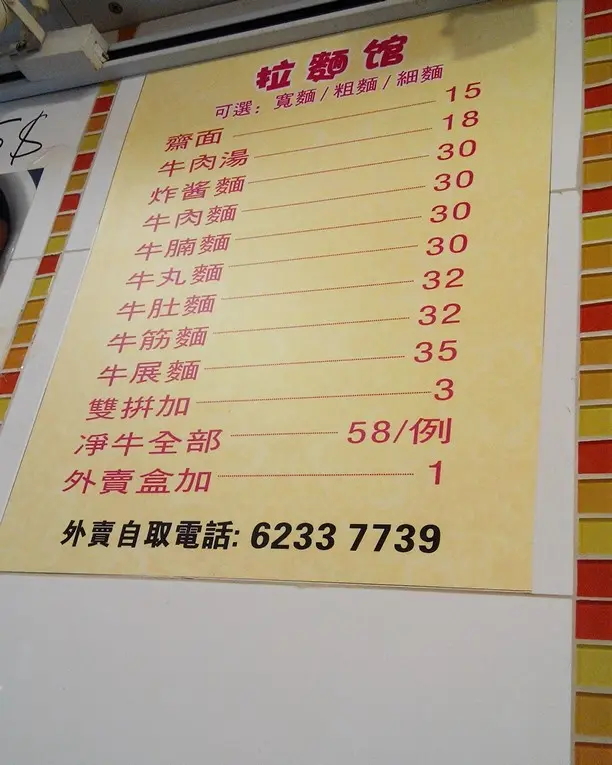 5$
拉麵馆
可選：寬麵/粗麵/細麵
齋面 15
牛肉湯 18
炸酱麵 30
牛肉麵 30
牛腩麵 30
牛丸麵 30
牛肚麵 32
牛筋麵 32
牛展麵 35
雙拼加 3
凈牛全部 58/例
外賣盒加 1
外賣自取電話: 6233 7739